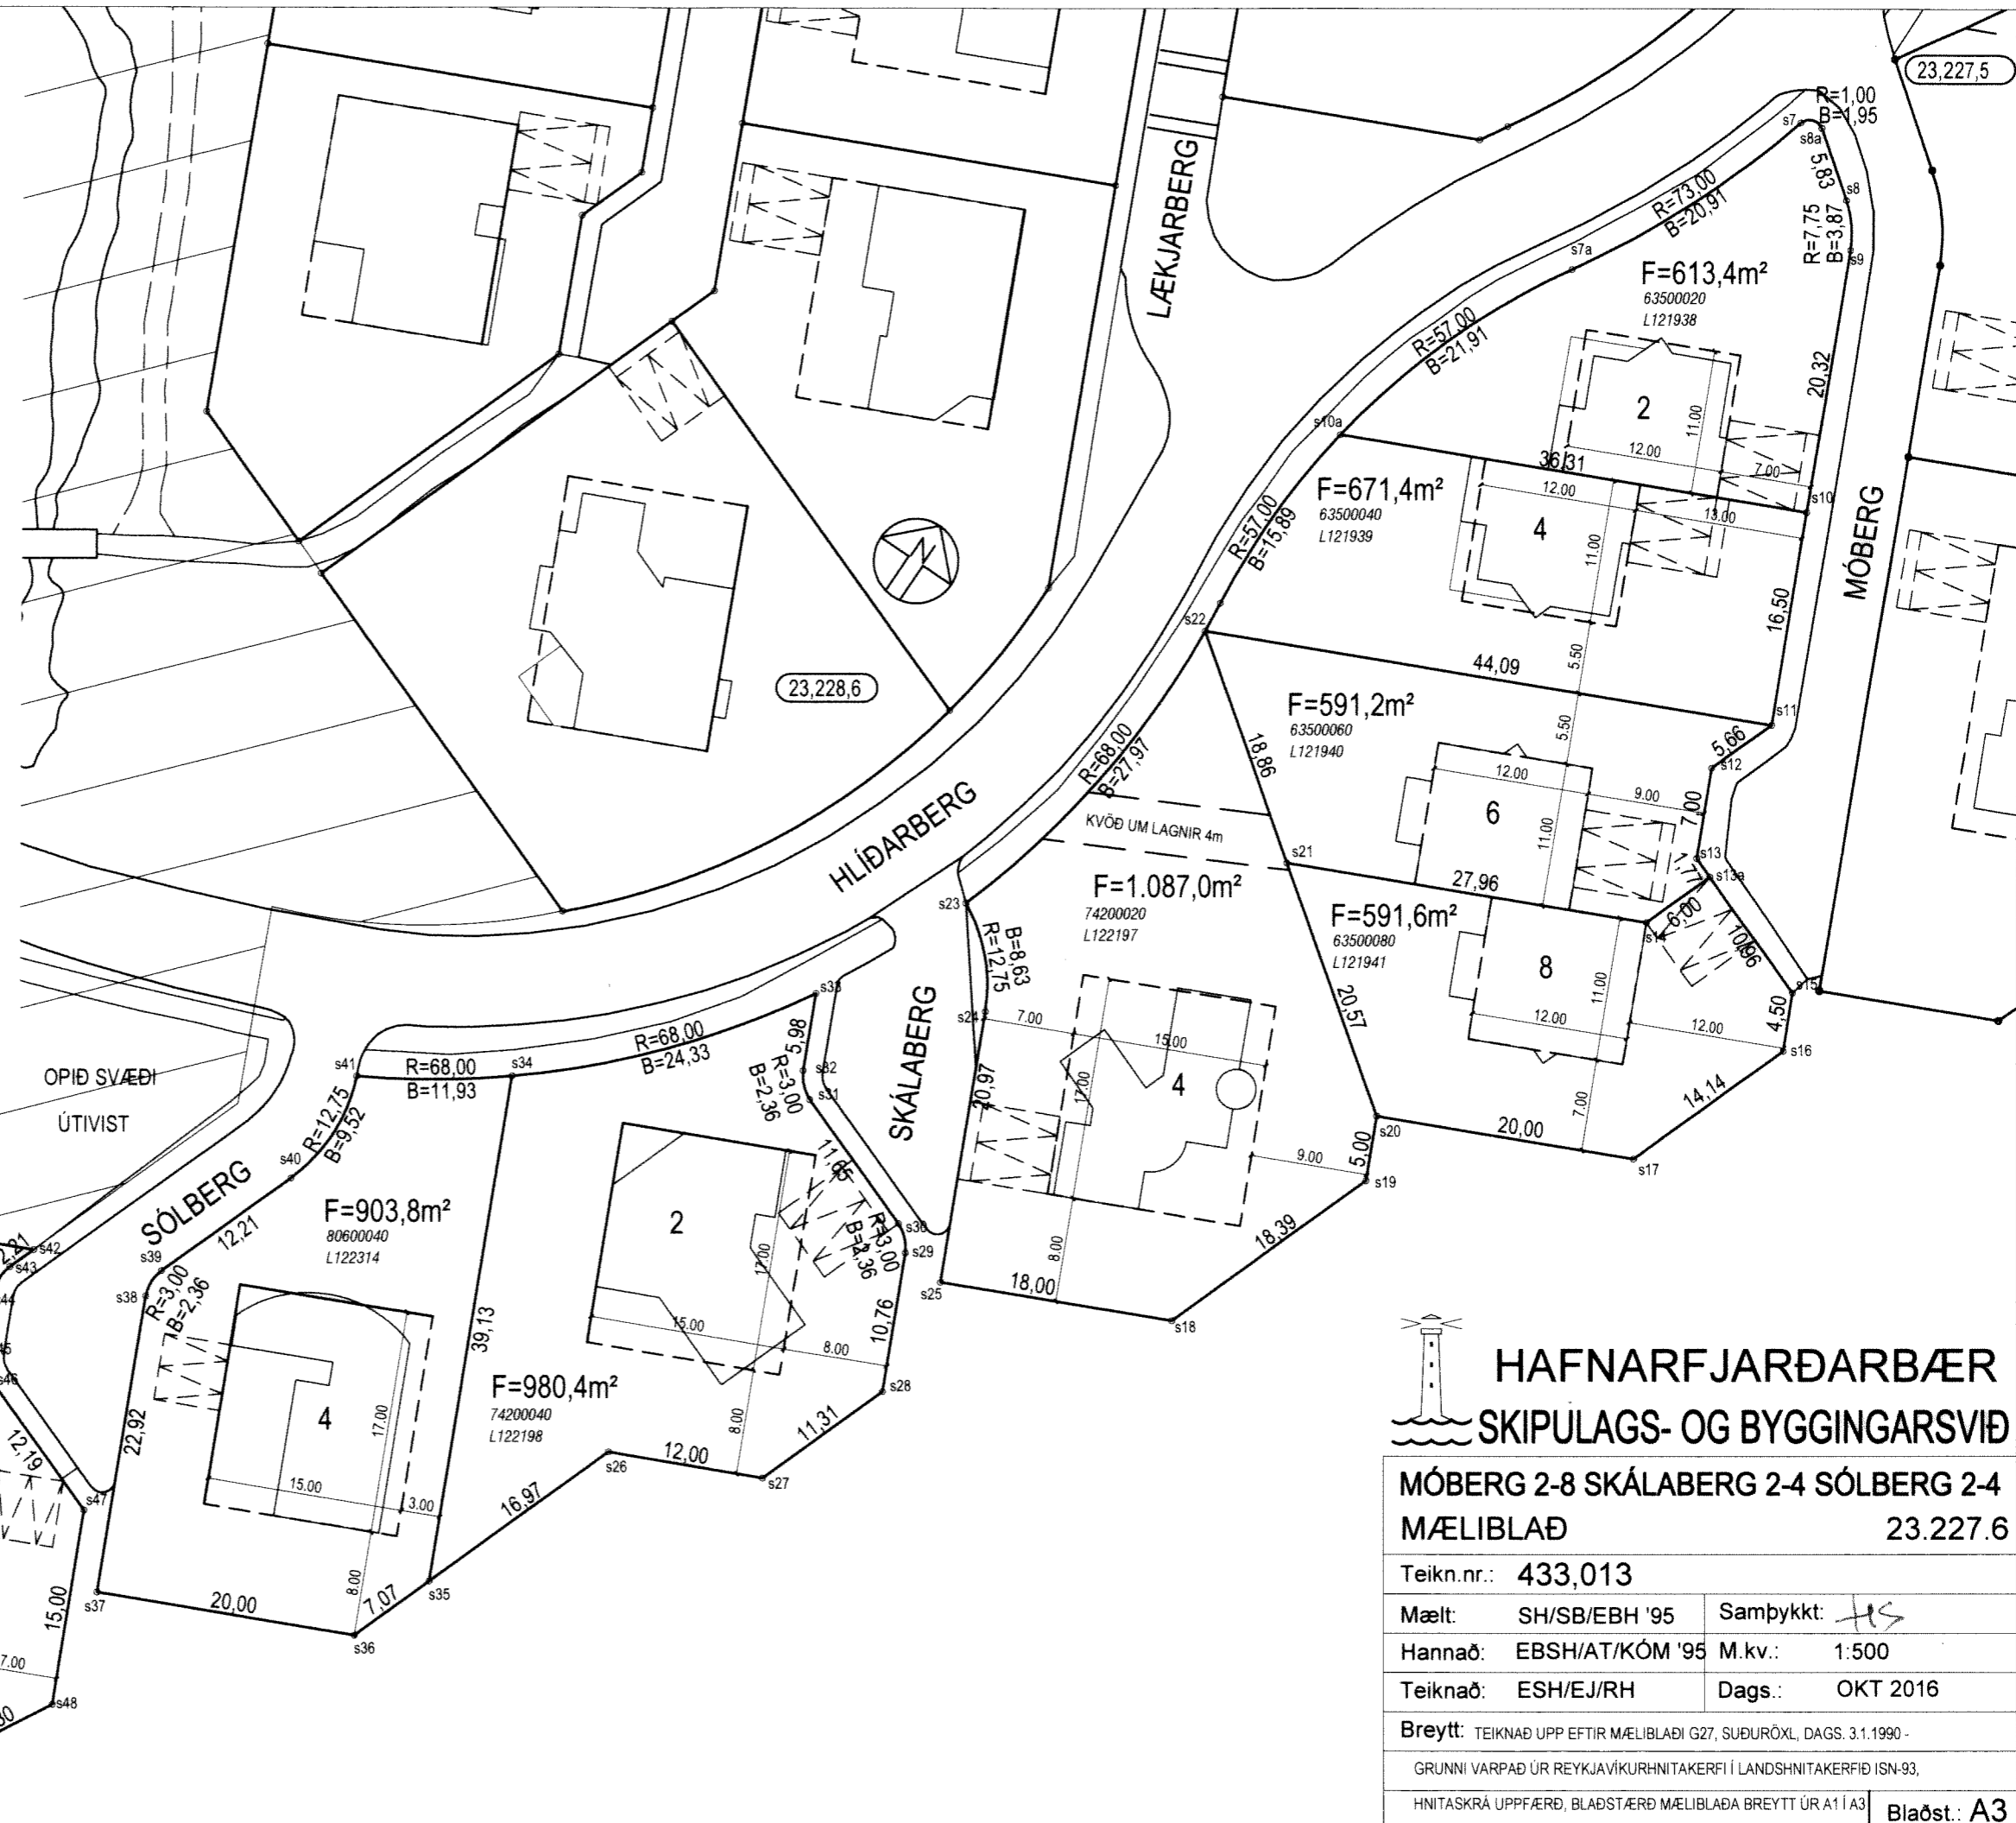 23,227,5
R=1,00
B=1,95
s7
s8a
5,83
s8
R=7,75
B=3,87
s9
R=73,00
B=20,91
s7a
LÆKJARBERG
F=613,4m²
63500020
L121938
R=57,00
B=21,91
20,32
2
11.00
12.00
7.00
s10a
36,31
s10
F=671,4m²
63500040
L121939
12.00
13.00
4
11.00
R=57,00
B=15,89
MÓBERG
16,50
s22
5.50
44,09
23,228,6
s11
F=591,2m²
63500060
L121940
5.50
5,66
s12
18,86
R=68,00
B=27,97
12.00
9.00
7,00
6
11.00
HLÍÐARBERG
KVÖÐ UM LAGNIR 4m
s21
s13
1,77
s13a
27,96
6,00
s14
10,96
s23
F=1.087,0m²
74200020
L122197
F=591,6m²
63500080
L121941
B=8,63
R=12,75
8
11.00
s15
s33
s24
7.00
15.00
20,57
12.00
12.00
4,50
s16
SKÁLABERG
5,98
R=68,00
B=24,33
s34
s41
R=68,00
B=11,93
s32
R=3,00
B=2,36
s31
17.00
4
20,97
OPIÐ SVÆÐI
ÚTIVIST
R=12,75
B=9,52
7.00
14,14
s20
20,00
s17
s40
11,65
9.00
5,00
s19
SÓLBERG
12,21
F=903,8m²
80600040
L122314
2
17.00
s30
R=3,00
B=2,36
s29
18,39
8.00
2,21
s42
s43
s39
s38
R=3,00
B=2,36
s25
18,00
s18
10,76
15.00
8.00
39,13
s46
4
17.00
F=980,4m²
74200040
L122198
s28
11,31
8.00
22,92
12,19
s26
12,00
s27
15.00
3.00
16,97
s47
8.00
s35
7,07
s37
20,00
s36
15,00
7.00
s48
HAFNARFJARÐARBÆR
SKIPULAGS- OG BYGGINGARSVIÐ
MÓBERG 2-8 SKÁLABERG 2-4 SÓLBERG 2-4
MÆLIBLAÐ 23.227.6
Teikn.nr.: 433,013
Mælt: SH/SB/EBH '95 Samþykkt: HS
Hannað: EBSH/AT/KÓM '95 M.kv.: 1:500
Teiknað: ESH/EJ/RH Dags.: OKT 2016
Breytt: TEIKNAÐ UPP EFTIR MÆLIBLAÐI G27, SUÐURÖXL, DAGS. 3.1.1990 -
GRUNNI VARPAÐ ÚR REYKJAVÍKURHNITAKERFI Í LANDSHNITAKERFIÐ ISN-93,
HNITASKRÁ UPPFÆRÐ, BLAÐSTÆRÐ MÆLIBLAÐA BREYTT ÚR A1 Í A3
Blaðst.: A3